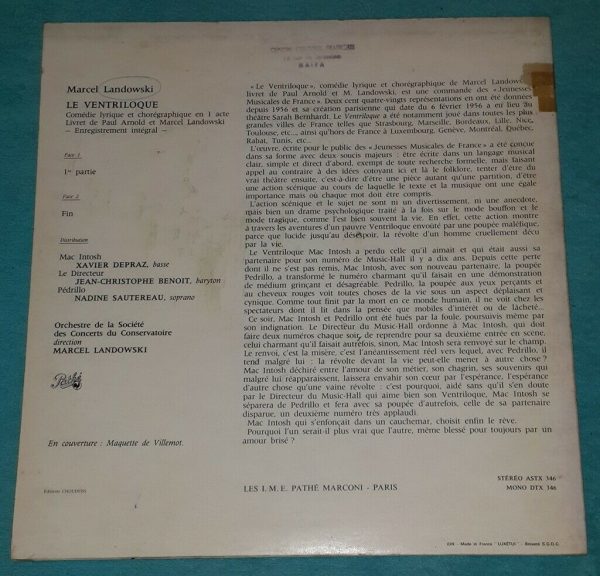 CENTRE CULTUREL FRANÇAIS
HAIFA
Marcel Landowski
LE VENTRILOQUE
Comédie lyrique et chorégraphique en 1 acte
Livret de Paul Arnold et Marcel Landowski
- Enregistrement intégral -
Face 1
1re partie
Face 2
Fin
Distribution
Mac Intosh
XAVIER DEPRAZ, basse
Le Directeur
JEAN-CHRISTOPHE BENOIT, baryton
Pédrillo
NADINE SAUTEREAU, soprano
Orchestre de la Société
des Concerts du Conservatoire
direction
MARCEL LANDOWSKI
Pathé
En couverture : Maquette de Villemot.
Editions CHOUDENS
« Le Ventriloque », comédie lyrique et chorégraphique de Marcel Landowski,
livret de Paul Arnold et M. Landowski, est une commande des « Jeunesses
Musicales de France ». Deux cent quatre-vingts représentations en ont été données
depuis 1956 et sa création parisienne qui date du 6 février 1956 a eu lieu au
théâtre Sarah Bernhardt. Le Ventriloque a été notamment joué dans toutes les plus
grandes villes de France telles que Strasbourg, Marseille, Bordeaux, Lille, Nice,
Toulouse, etc..., ainsi qu'hors de France à Luxembourg, Genève, Montréal, Québec,
Rabat, Tunis, etc...
L'œuvre, écrite pour le public des « Jeunesses Musicales de France » a été conçue
dans sa forme avec deux soucis majeurs : être écrite dans un langage musical
clair, simple et direct d'abord, exempt de toute recherche formelle, mais faisant
appel au contraire à des idées cotoyant ici et là le folklore, tenter d'être du
vrai théâtre ensuite, c'est-à-dire d'être une pièce autant qu'une partition, d'être
une action scénique au cours de laquelle le texte et la musique ont une égale
importance mais où chaque mot doit être compris.
L'action scénique et le sujet ne sont ni un divertissement, ni une anecdote,
mais bien un drame psychologique traité à la fois sur le mode bouffon et le
mode tragique, comme l'est bien souvent la vie. En effet, cette action montre
à travers les aventures d'un pauvre Ventriloque envoûté par une poupée maléfique,
parce que lucide jusqu'au désespoir, la révolte d'un homme cruellement déçu
par la vie.
Le Ventriloque Mac Intosh a perdu celle qu'il aimait et qui était aussi sa
partenaire pour son numéro de Music-Hall il y a dix ans. Depuis cette perte
dont il ne s'est pas remis, Mac Intosh, avec son nouveau partenaire, la poupée
Pedrillo, a transformé le numéro charmant qu'il faisait en une démonstration
de médium grinçant et désagréable. Pedrillo, la poupée aux yeux perçants et
au cheveux rouges voit toutes choses de la vie sous un aspect déplaisant et
cynique. Comme tout finit par la mort en ce monde humain, il ne voit chez les
spectateurs dont il lit dans la pensée que mobiles d'intérêt ou de lâcheté...
Ce soir, Mac Intosh et Pedrillo ont été hués par la foule, poursuivis même par
son indignation. Le Directeur du Music-Hall ordonne à Mac Intosh, qui doit
faire deux numéros chaque soir, de reprendre pour sa deuxième entrée en scène,
celui charmant qu'il faisait autrefois, sinon, Mac Intosh sera renvoyé sur le champ.
Le renvoi, c'est la misère, c'est l'anéantissement réel vers lequel, avec Pedrillo, il
tend malgré lui : la révolte devant la vie peut-elle mener à autre chose ?
Mac Intosh déchiré entre l'amour de son métier, son chagrin, ses souvenirs qui
malgré lui réapparaissent, laissera envahir son cœur par l'espérance, l'espérance
d'autre chose qu'une vaine révolte : c'est pourquoi, aidé sans qu'il s'en doute
par le Directeur du Music-Hall qui aime bien son Ventriloque, Mac Intosh se
séparera de Pedrillo et fera avec sa poupée d'autrefois, celle de sa partenaire
disparue, un deuxième numéro très applaudi.
Mac Intosh qui s'enfonçait dans un cauchemar, choisit enfin le rêve.
Pourquoi l'un serait-il plus vrai que l'autre, même blessé pour toujours par un
amour brisé ?
LES I. M. E. PATHÉ MARCONI - PARIS
STÉRÉO ASTX 346
MONO DTX 346
Made in France "LUXÉTUI" - Breveté S.G.D.G.